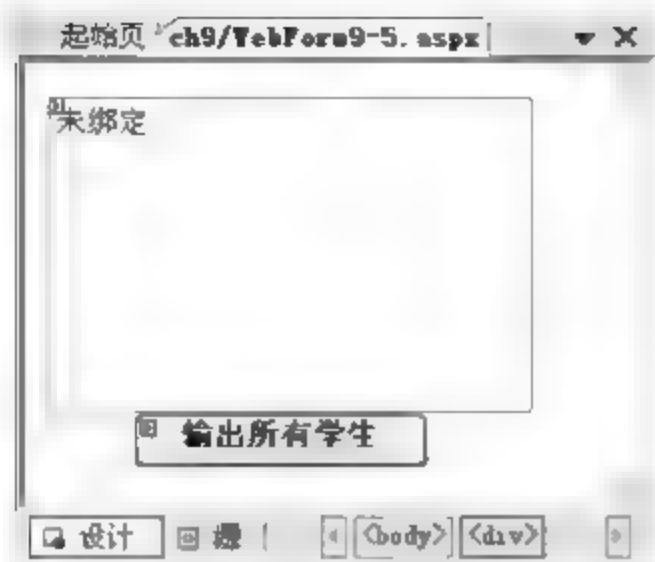 起始页 ch9/WebForm9-5.aspx
未绑定
输出所有学生
设计 <body> <div>